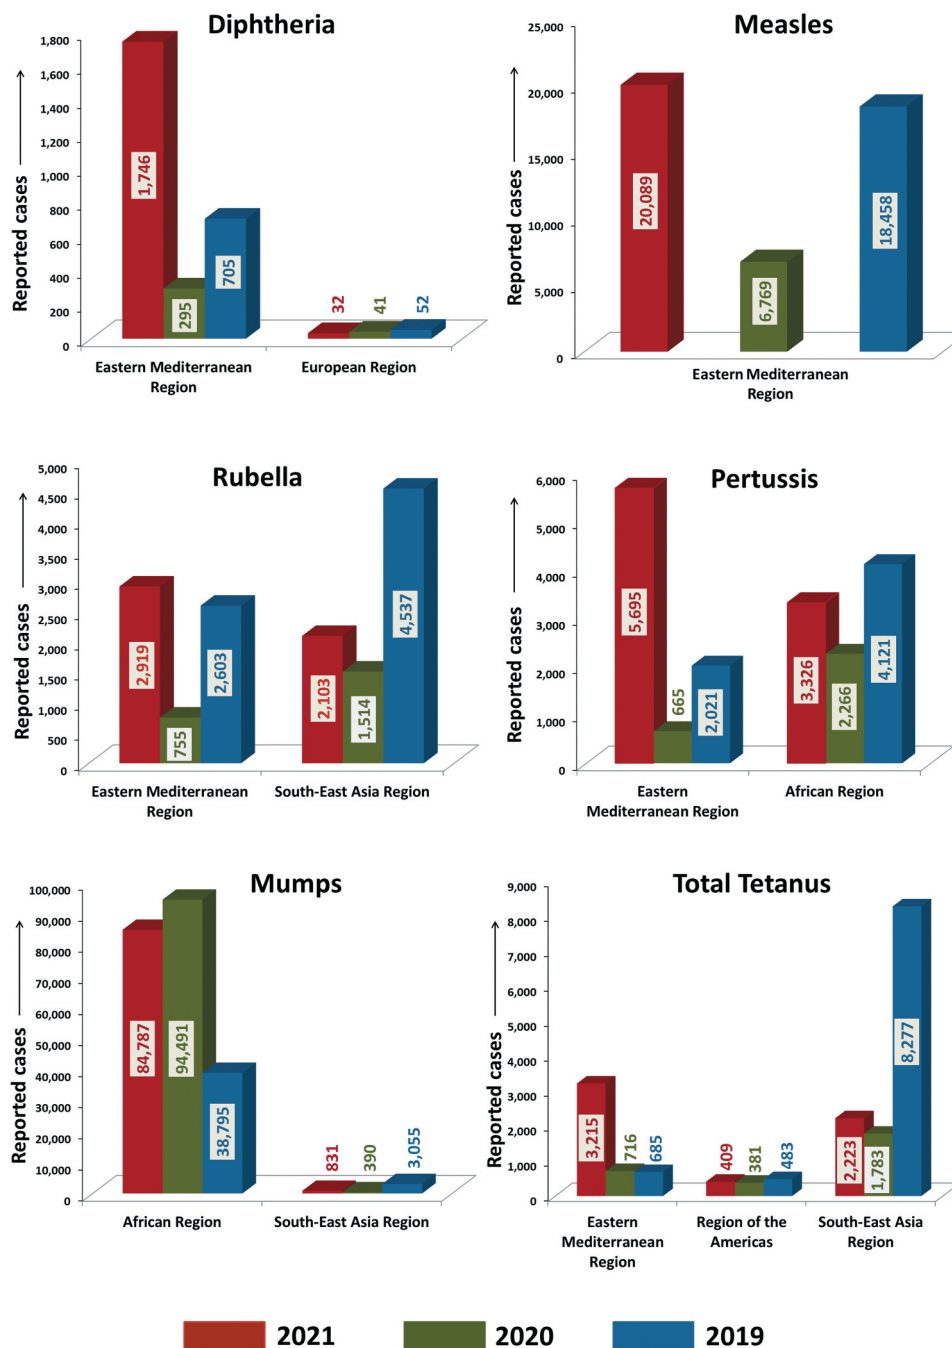 Diphtheria
Reported cases
1,800
1,600
1,400
1,200
1,000
800
600
400
200
0
1,746
295
705
32
41
52
Eastern Mediterranean
Region
European Region
Measles
Reported cases
25,000
20,000
15,000
10,000
5,000
0
20,089
6,769
18,458
Eastern Mediterranean
Region
Rubella
Reported cases
5,000
4,500
4,000
3,500
3,000
2,500
2,000
1,500
1,000
500
0
2,919
755
2,603
2,103
1,514
4,537
Eastern Mediterranean
Region
South-East Asia Region
Pertussis
Reported cases
6,000
5,000
4,000
3,000
2,000
1,000
0
5,695
665
2,021
3,326
2,266
4,121
Eastern
Mediterranean Region
African Region
Mumps
Reported cases
100,000
90,000
80,000
70,000
60,000
50,000
40,000
30,000
20,000
10,000
0
84,787
94,491
38,795
831
390
3,055
African Region
South-East Asia Region
Total Tetanus
Reported cases
9,000
8,000
7,000
6,000
5,000
4,000
3,000
2,000
1,000
0
3,215
716
685
409
381
483
2,223
1,783
8,277
Eastern
Mediterranean
Region
Region of the
Americas
South-East Asia
Region
2021
2020
2019